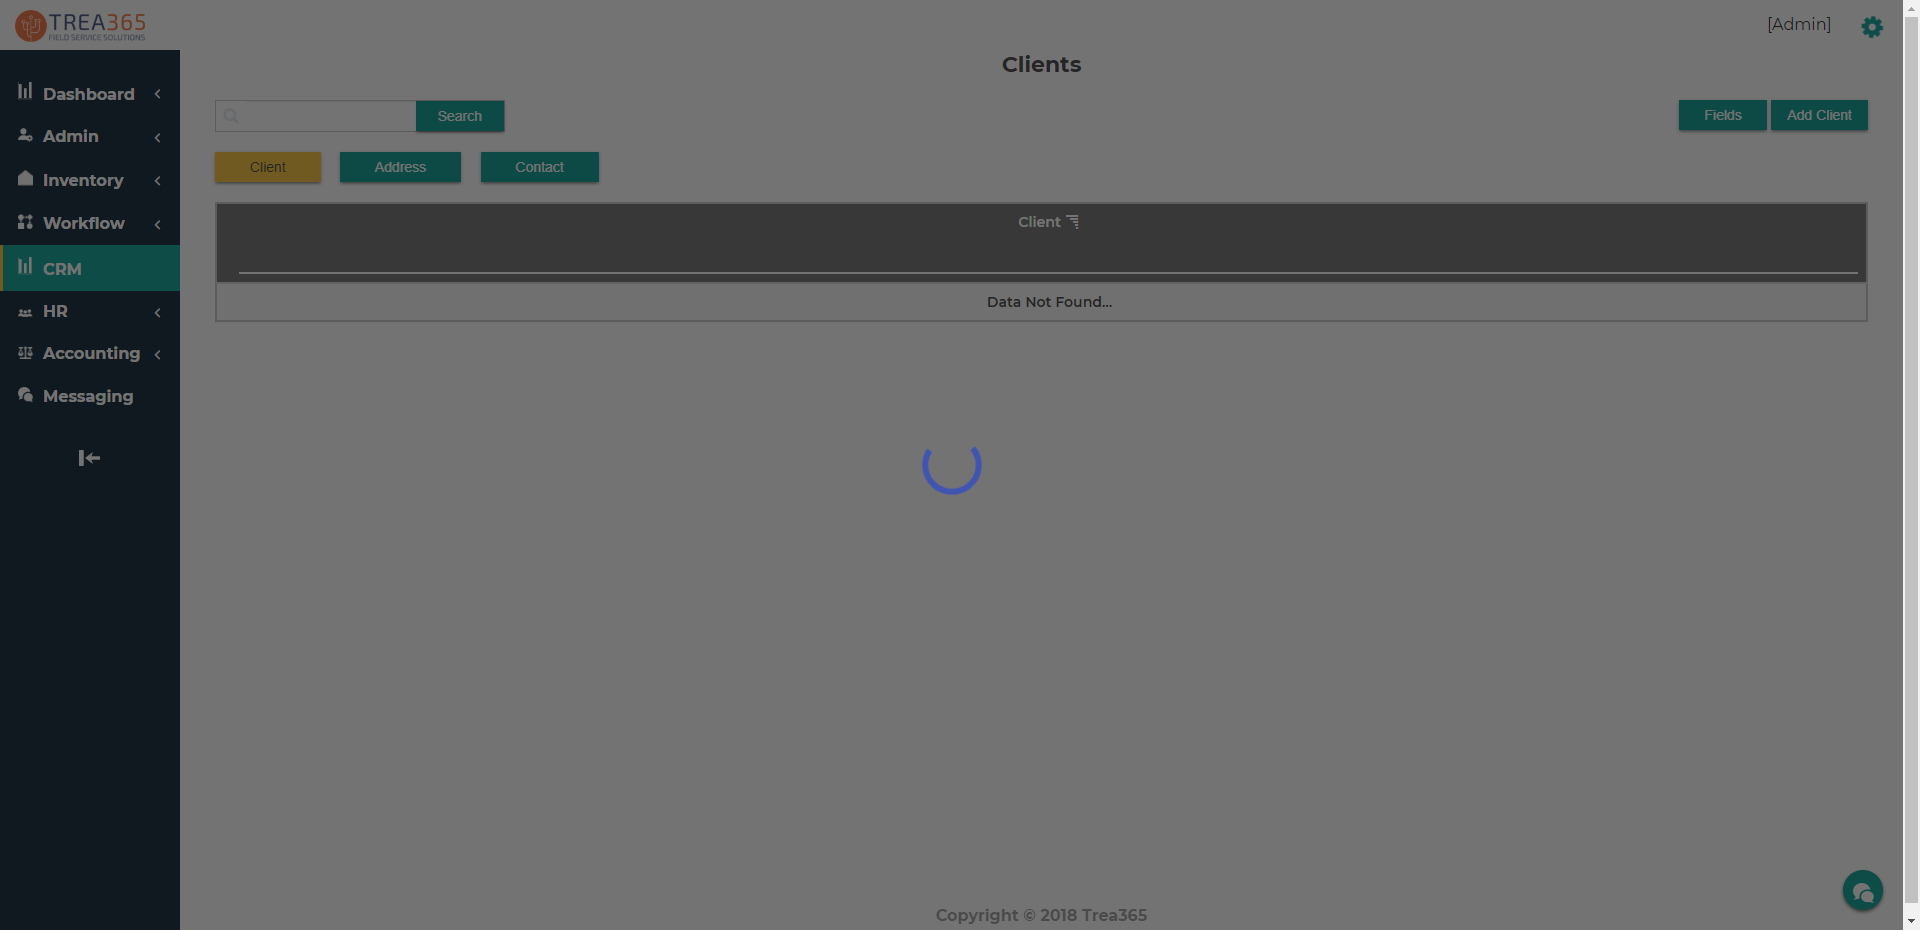 TREA365
FIELD SERVICE SOLUTIONS
[Admin]
Dashboard
Admin
Inventory
Workflow
CRM
HR
Accounting
Messaging
Clients
Search
Fields
Add Client
Client
Address
Contact
Client
Data Not Found...
Copyright © 2018 Trea365